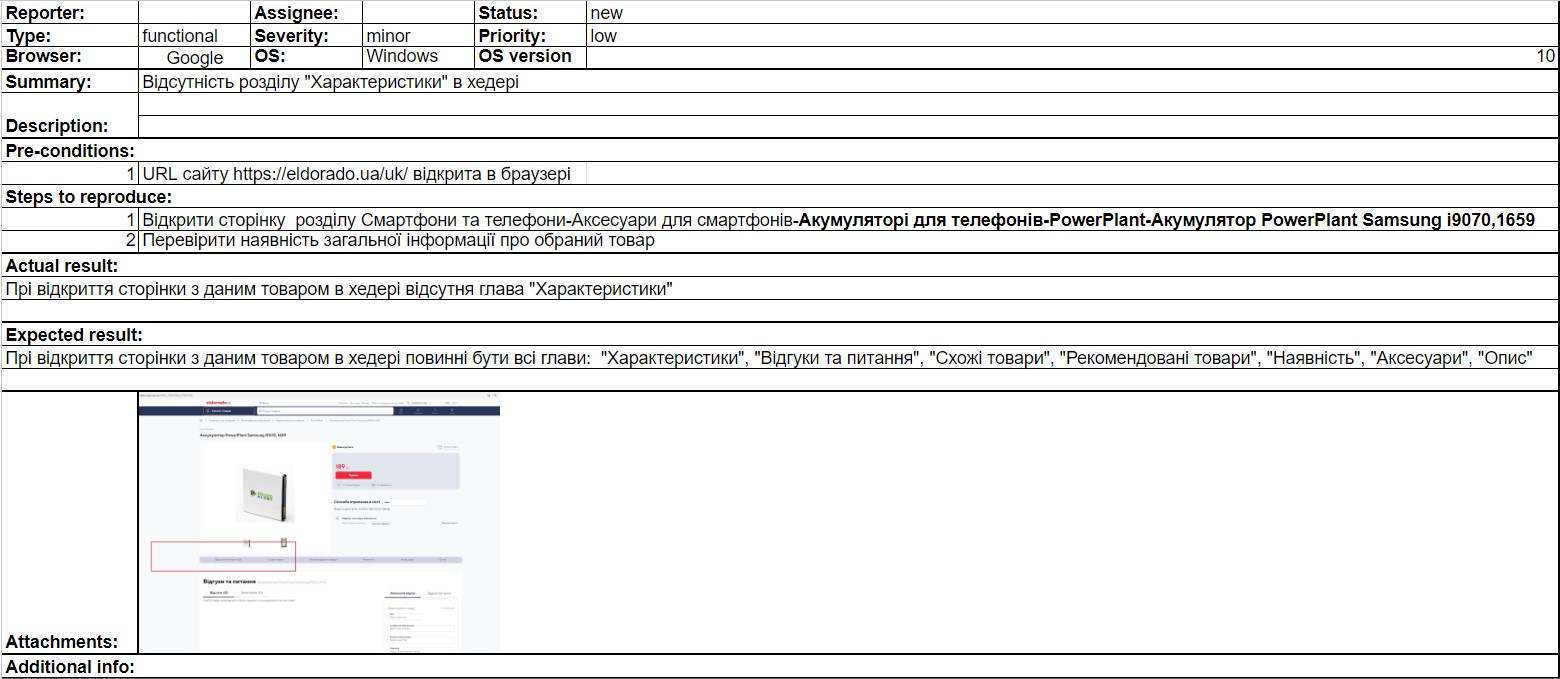 Reporter: Assignee: Status: new
Type: functional Severity: minor Priority: low
Browser: Google OS: Windows OS version 10
Summary: Відсутність розділу "Характеристики" в хедері
Description:
Pre-conditions:
1 URL сайту https://eldorado.ua/uk/ відкрита в браузері
Steps to reproduce:
1 Відкрити сторінку розділу Смартфони та телефони-Аксесуари для смартфонів-Акумуляторі для телефонів-PowerPlant-Акумулятор PowerPlant Samsung i9070,1659
2 Перевірити наявність загальної інформації про обраний товар
Actual result:
Прі відкриття сторінки з даним товаром в хедері відсутня глава "Характеристики"
Expected result:
Прі відкриття сторінки з даним товаром в хедері повинні бути всі глави: "Характеристики", "Відгуки та питання", "Схожі товари", "Рекомендовані товари", "Наявність", "Аксесуари", "Опис"
Акумулятор PowerPlant Samsung i9070, 1659
189
Відгуки та питання
Attachments:
Additional info: